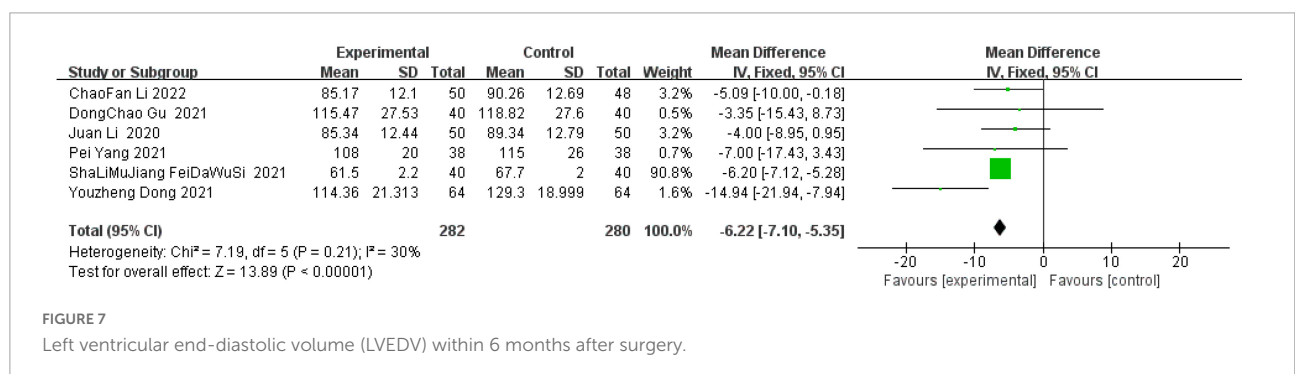 Experimental Control Mean Difference Mean Difference
Study or Subgroup Mean SD Total Mean SD Total Weight IV, Fixed, 95% CI IV, Fixed, 95% CI
ChaoFan Li 2022 85.17 12.1 50 90.26 12.69 48 3.2% -5.09 [-10.00, -0.18]
DongChao Gu 2021 115.47 27.53 40 118.82 27.6 40 0.5% -3.35 [-15.43, 8.73]
Juan Li 2020 85.34 12.44 50 89.34 12.79 50 3.2% -4.00 [-8.95, 0.95]
Pei Yang 2021 108 20 38 115 26 38 0.7% -7.00 [-17.43, 3.43]
ShaLiMuJiang FeiDaWuSi 2021 61.5 2.2 40 67.7 2 40 90.8% -6.20 [-7.12, -5.28]
Youzheng Dong 2021 114.36 21.313 64 129.3 18.999 64 1.6% -14.94 [-21.94, -7.94]
Total (95% CI) 282 280 100.0% -6.22 [-7.10, -5.35]
Heterogeneity: Chi² = 7.19, df = 5 (P = 0.21); I² = 30%
Test for overall effect: Z = 13.89 (P < 0.00001)
-20 -10 0 10 20
Favours [experimental] Favours [control]
FIGURE 7
Left ventricular end-diastolic volume (LVEDV) within 6 months after surgery.